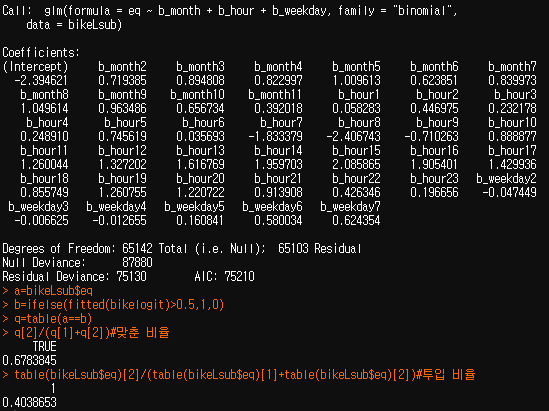 Call:  glm(formula = eq ~ b_month + b_hour + b_weekday, family = "binomial",
    data = bikeLsub)
Coefficients:
(Intercept)     b_month2     b_month3     b_month4     b_month5     b_month6     b_month7
  -2.394621     0.719385     0.894808     0.822997     1.009613     0.623851     0.839973
   b_month8     b_month9    b_month10    b_month11      b_hour1      b_hour2      b_hour3
   1.049614     0.963486     0.656734     0.392018     0.058283     0.446975     0.232178
    b_hour4      b_hour5      b_hour6      b_hour7      b_hour8      b_hour9     b_hour10
   0.248910     0.745619     0.035693    -1.833379    -2.406743    -0.710263     0.888877
   b_hour11     b_hour12     b_hour13     b_hour14     b_hour15     b_hour16     b_hour17
   1.260044     1.327202     1.616769     1.959703     2.085865     1.905401     1.429936
   b_hour18     b_hour19     b_hour20     b_hour21     b_hour22     b_hour23   b_weekday2
   0.855749     1.260755     1.220722     0.913908     0.426346     0.196656    -0.047449
 b_weekday3   b_weekday4   b_weekday5   b_weekday6   b_weekday7
  -0.006625    -0.012655     0.160841     0.580034     0.624354
Degrees of Freedom: 65142 Total (i.e. Null);  65103 Residual
Null Deviance:      87880
Residual Deviance: 75130        AIC: 75210
> a=bikeLsub$eq
> b=ifelse(fitted(bikelogit)>0.5,1,0)
> q=table(a==b)
> q[2]/(q[1]+q[2])#맞춘 비율
     TRUE
0.6783845
> table(bikeLsub$eq)[2]/(table(bikeLsub$eq)[1]+table(bikeLsub$eq)[2])#투입 비율
        1
0.4038653